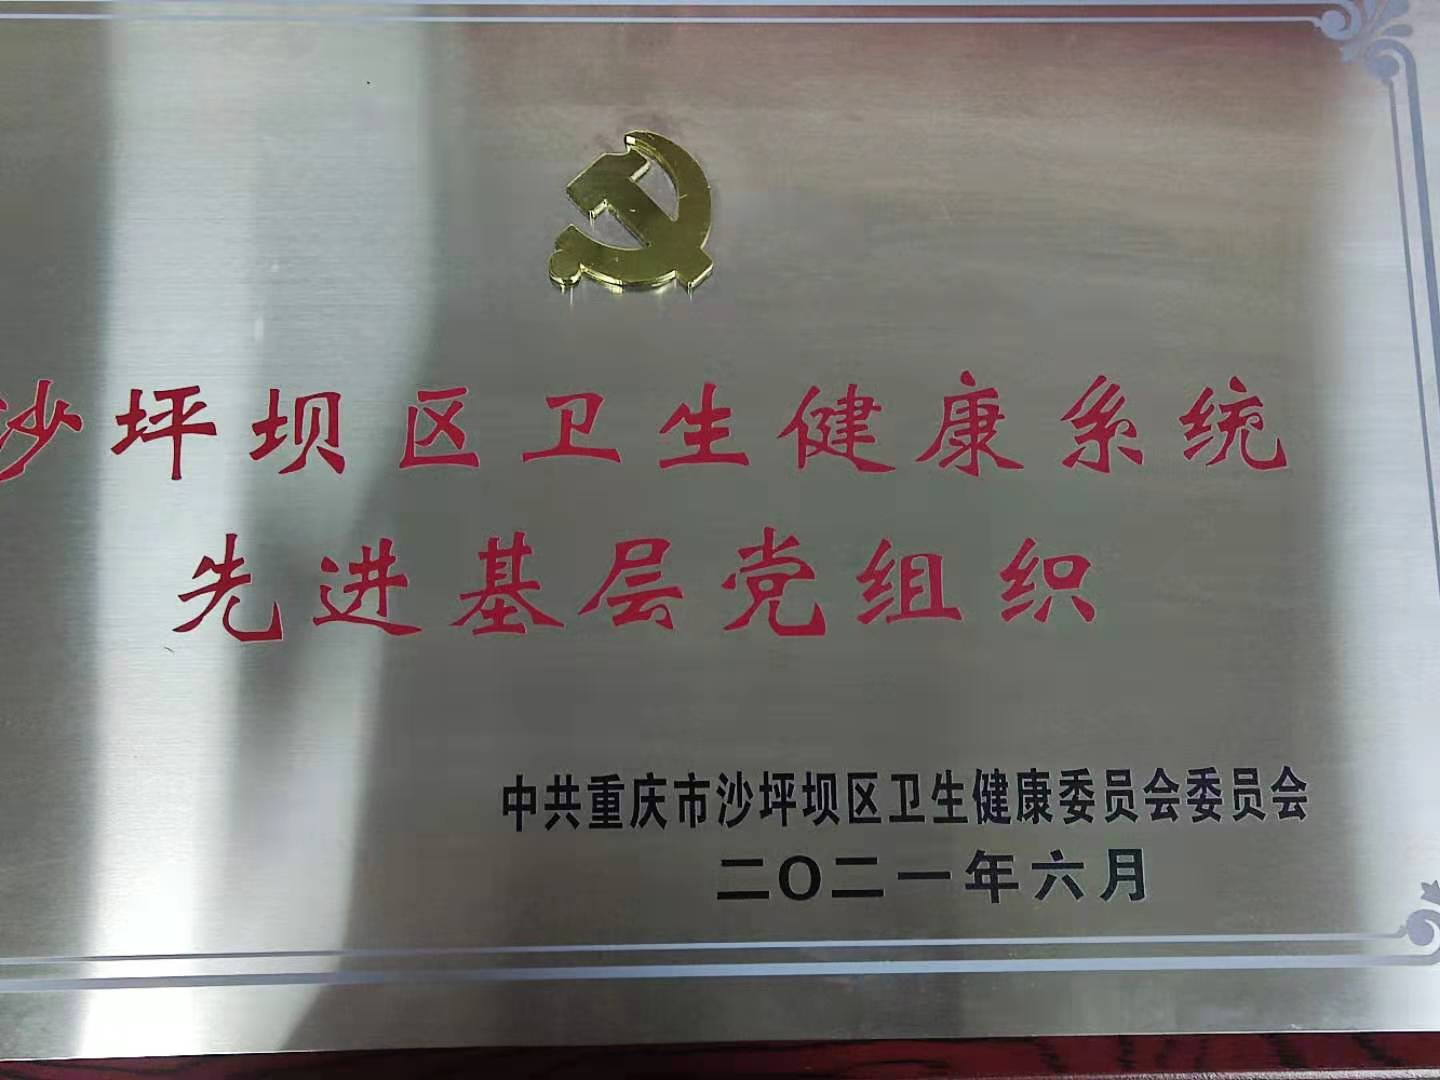 沙坪坝区卫生健康系统
先进基层党组织
中共重庆市沙坪坝区卫生健康委员会委员会
二〇二一年六月